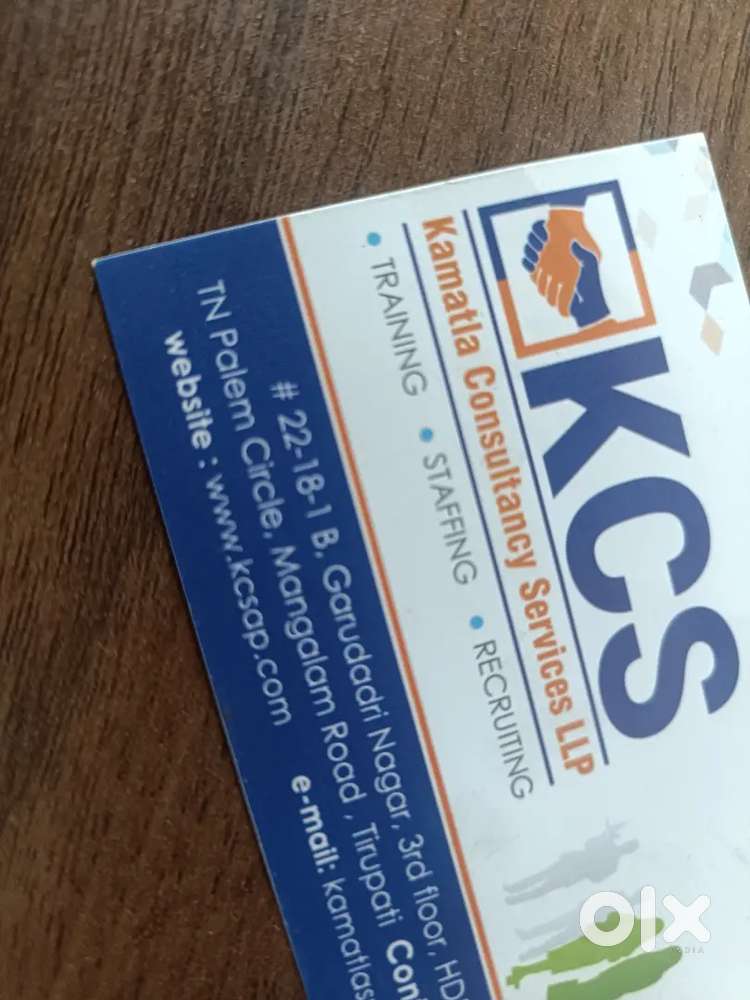 KCS
Kamatla Consultancy Services LLP
• TRAINING • STAFFING • RECRUITING
# 22-18-1 B, Garudadri Nagar, 3rd floor,
TN Palem Circle, Mangalam Road , Tirupati
website : www.kcsap.com e-mail:
olx
INDIA